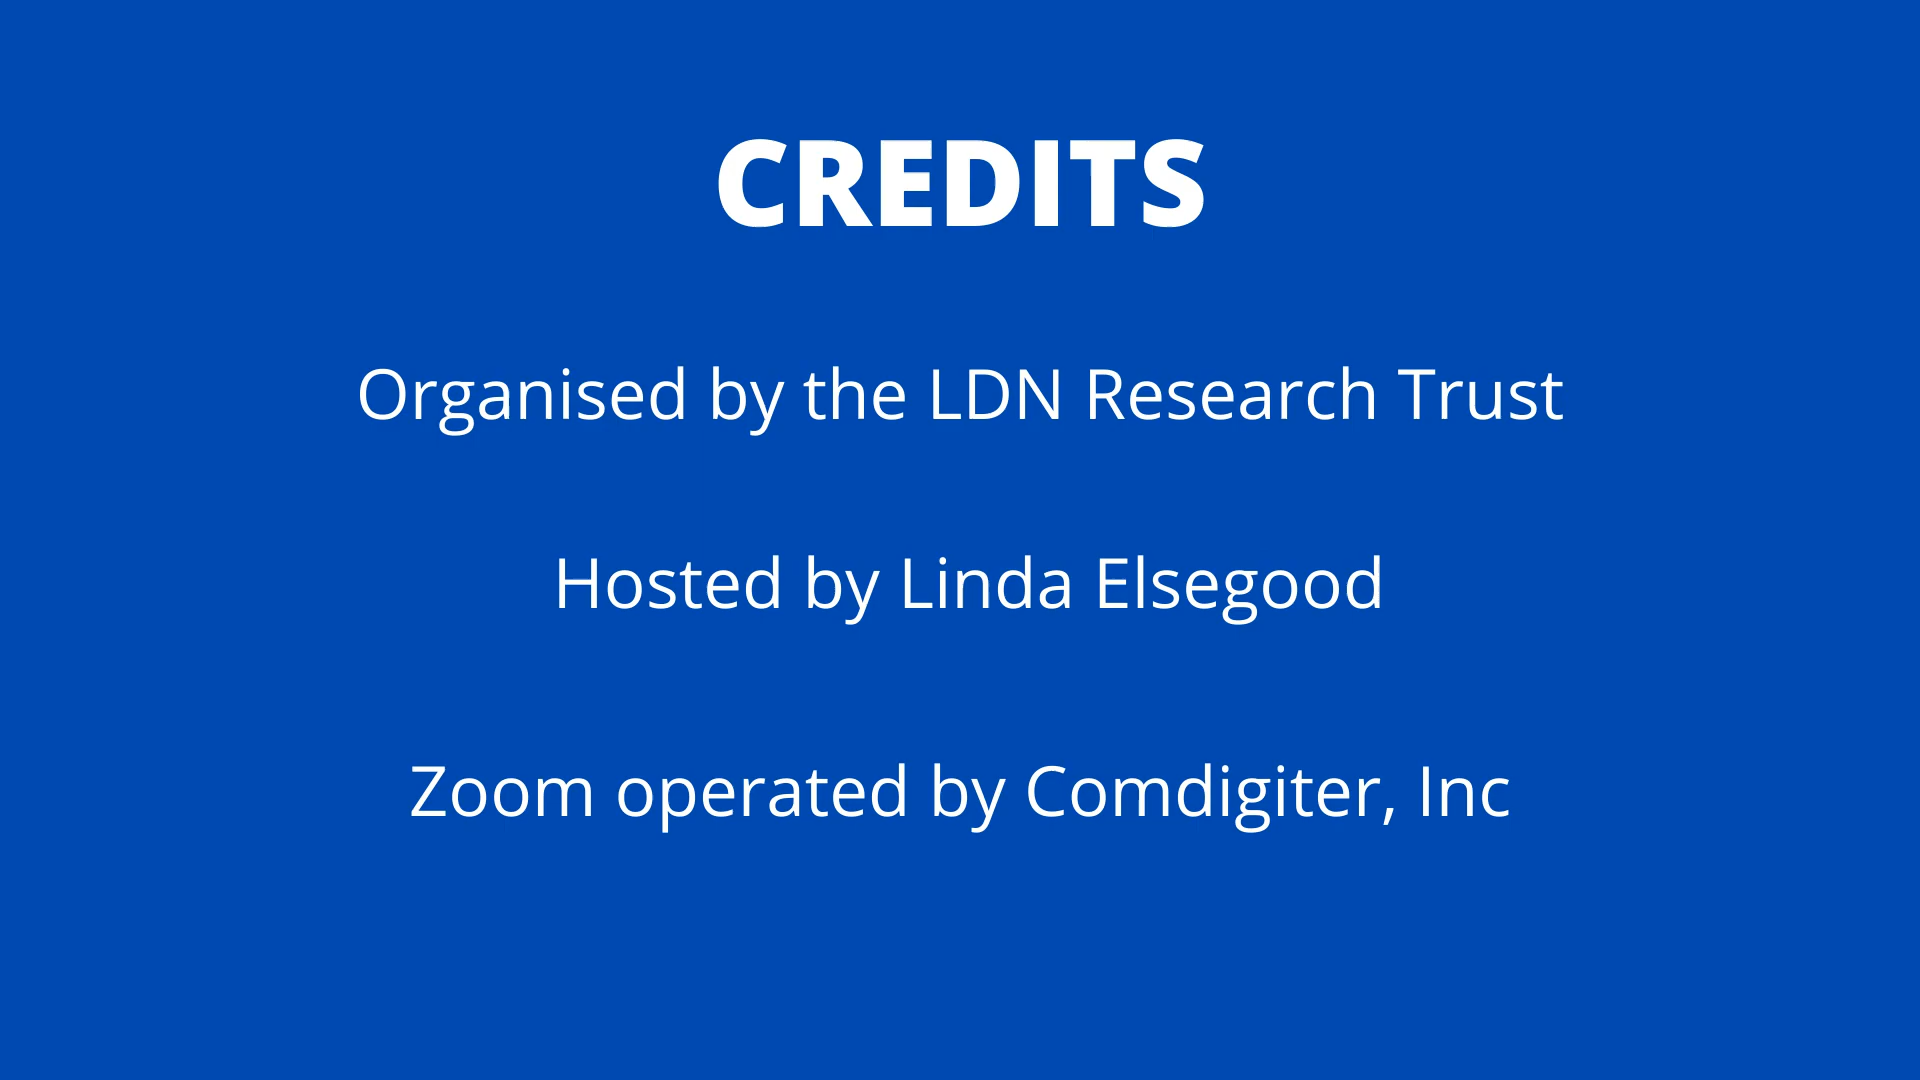 CREDITS
Organised by the LDN Research Trust
Hosted by Linda Elsegood
Zoom operated by Comdigiter, Inc